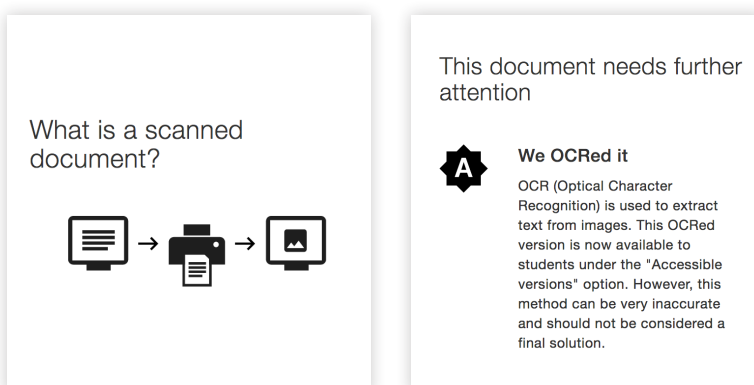 What is a scanned
document?
This document needs further
attention
A
We OCRed it
OCR (Optical Character
Recognition) is used to extract
text from images. This OCRed
version is now available to
students under the "Accessible
versions" option. However, this
method can be very inaccurate
and should not be considered a
final solution.